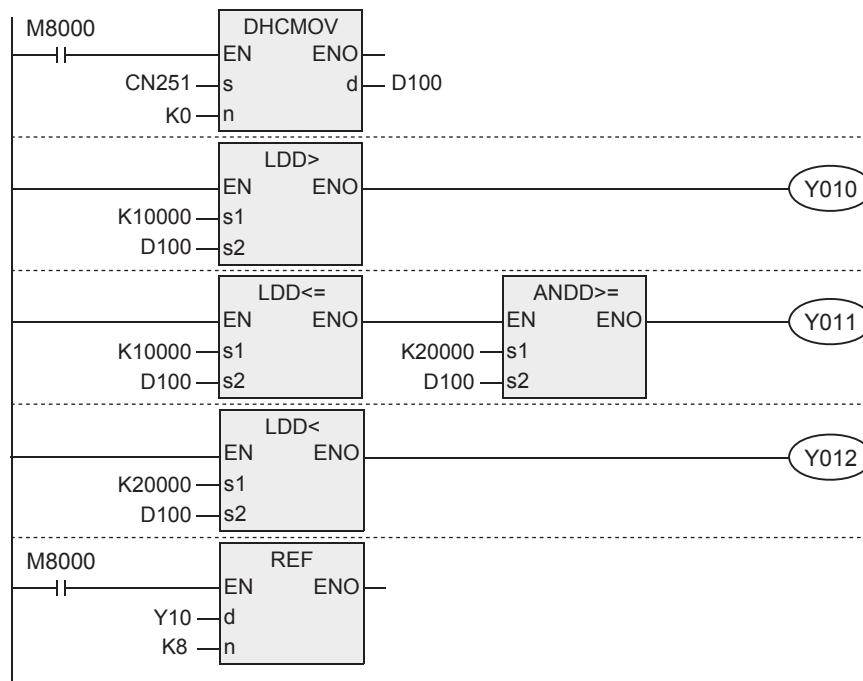 M8000
DHCMOV
EN ENO
CN251 s d D100
K0 n
LDD>
EN ENO Y010
K10000 s1
D100 s2
LDD<= ANDD>=
EN ENO EN ENO Y011
K10000 s1 K20000 s1
D100 s2 D100 s2
LDD<
EN ENO Y012
K20000 s1
D100 s2
M8000
REF
EN ENO
Y10 d
K8 n